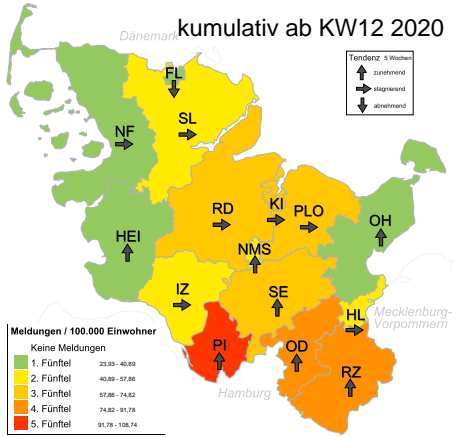 kumulativ ab KW12 2020
Dänemark
Tendenz 5 Wochen
zunehmend
stagnierend
abnehmend
FL
SL
NF
RD
KI
PLO
OH
HEI
NMS
IZ
SE
HL
Mecklenburg-
Vorpommern
PI
OD
RZ
Hamburg
Meldungen / 100.000 Einwohner
Keine Meldungen
1. Fünftel 23,93 - 40,89
2. Fünftel 40,89 - 57,86
3. Fünftel 57,86 - 74,82
4. Fünftel 74,82 - 91,78
5. Fünftel 91,78 - 108,74